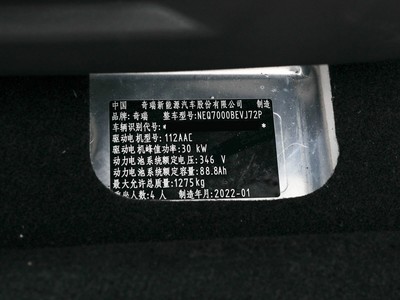 中国 奇瑞新能源汽车股份有限公司 制造
品牌:奇瑞 整车型号:NEQ7000BEVJ72P
车辆识别代号:* *
驱动电机型号:112AAC
驱动电机峰值功率:30 kW
动力电池系统额定电压:346 V
动力电池系统额定容量:88.8Ah
最大允许总质量:1275kg
乘坐人数:4 人 制造年月:2022-01